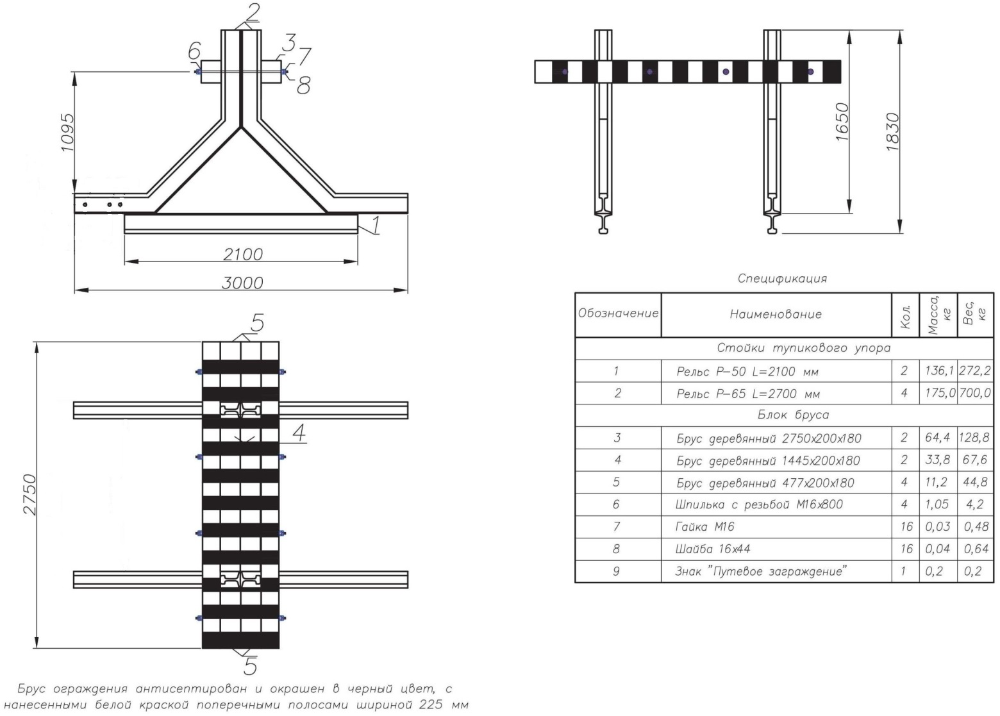 2
3
6
7
8
1095
1
2100
3000
1650
1830
5
4
2750
5
Брус ограждения антисептирован и окрашен в черный цвет, с
нанесенными белой краской поперечными полосами шириной 225 мм
Спецификация
Обозначение Наименование Кол. Масса, кг Вес, кг
Стойки тупикового упора
1 Рельс Р-50 L=2100 мм 2 136,1 272,2
2 Рельс Р-65 L=2700 мм 4 175,0 700,0
Блок бруса
3 Брус деревянный 2750х200х180 2 64,4 128,8
4 Брус деревянный 1445х200х180 2 33,8 67,6
5 Брус деревянный 477х200х180 4 11,2 44,8
6 Шпилька с резьбой М16х800 4 1,05 4,2
7 Гайка М16 16 0,03 0,48
8 Шайба 16х44 16 0,04 0,64
9 Знак "Путевое заграждение" 1 0,2 0,2